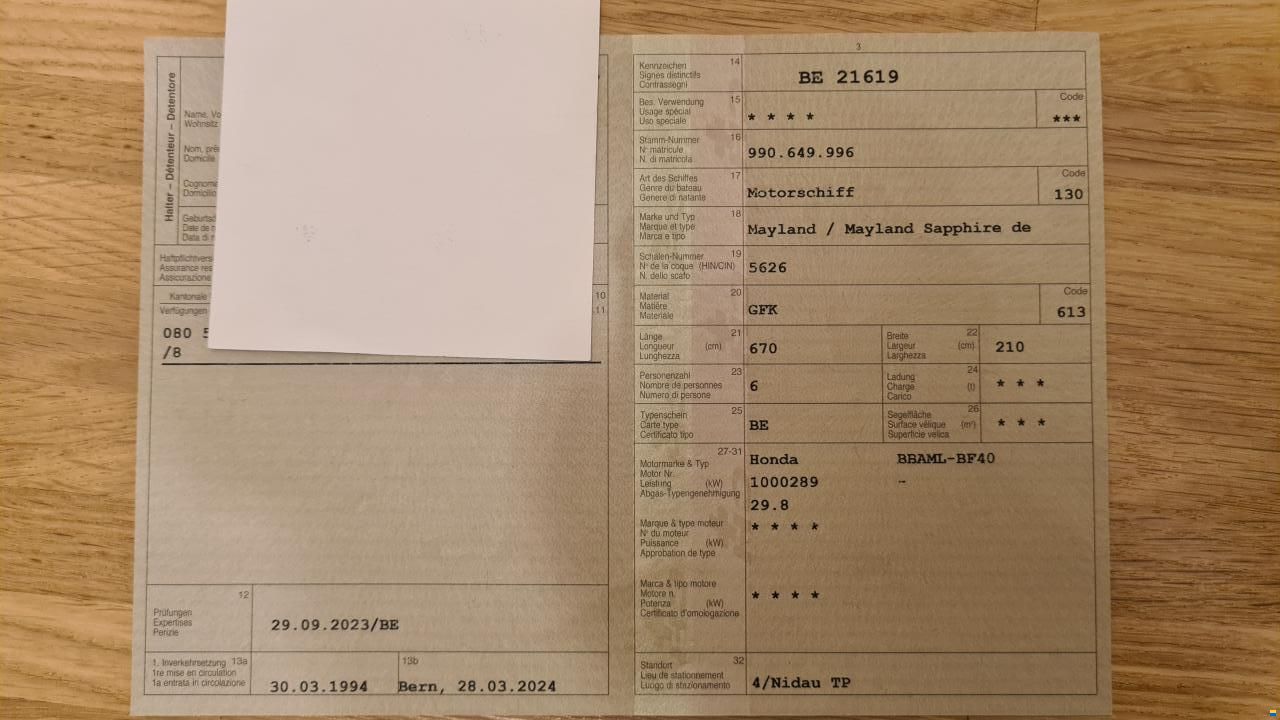 Halter – Détenteur – Detentore
Name, Vo
Wohnsitz
Nom, pré
Domicile
Cognome
Domicilio
Geburtsd
Date de n
Data di n
Haftpflichtvers
Assurance res
Assicurazione
Kantonale
10
Verfügungen
11
080 5
/8
12
Prüfungen
Expertises
Perizie
29.09.2023/BE
1. Inverkehrsetzung 13a
1re mise en circulation
1a entrata in circolazione
30.03.1994
13b
Bern, 28.03.2024
3
Kennzeichen 14
Signes distinctifs
Contrassegni
BE 21619
Bes. Verwendung 15
Usage spécial
Uso speciale
* * * *
Code
***
Stamm-Nummer 16
N° matricule
N. di matricola
990.649.996
Art des Schiffes 17
Genre du bateau
Genere di natante
Motorschiff
Code
130
Marke und Typ 18
Marque et type
Marca e tipo
Mayland / Mayland Sapphire de
Schalen-Nummer 19
N° de la coque (HIN/CIN)
N. dello scafo
5626
Material 20
Matière
Materiale
GFK
Code
613
Länge 21
Longueur (cm)
Lunghezza
670
Breite 22
Largeur (cm)
Larghezza
210
Personenzahl 23
Nombre de personnes
Numero di persone
6
Ladung 24
Charge (t)
Carico
* * *
Typenschein 25
Carte type
Certificato tipo
BE
Segelfläche 26
Surface vélique (m²)
Superficie velica
* * *
27-31
Motormarke & Typ
Motor Nr.
Leistung (kW)
Abgas-Typengenehmigung
Honda BBAML-BF40
1000289 -
29.8
Marque & type moteur
N° du moteur
Puissance (kW)
Approbation de type
* * * *
Marca & tipo motore
Motore n.
Potenza (kW)
Certificato d'omologazione
* * * *
Standort 32
Lieu de stationnement
Luogo di stazionamento
4/Nidau TP